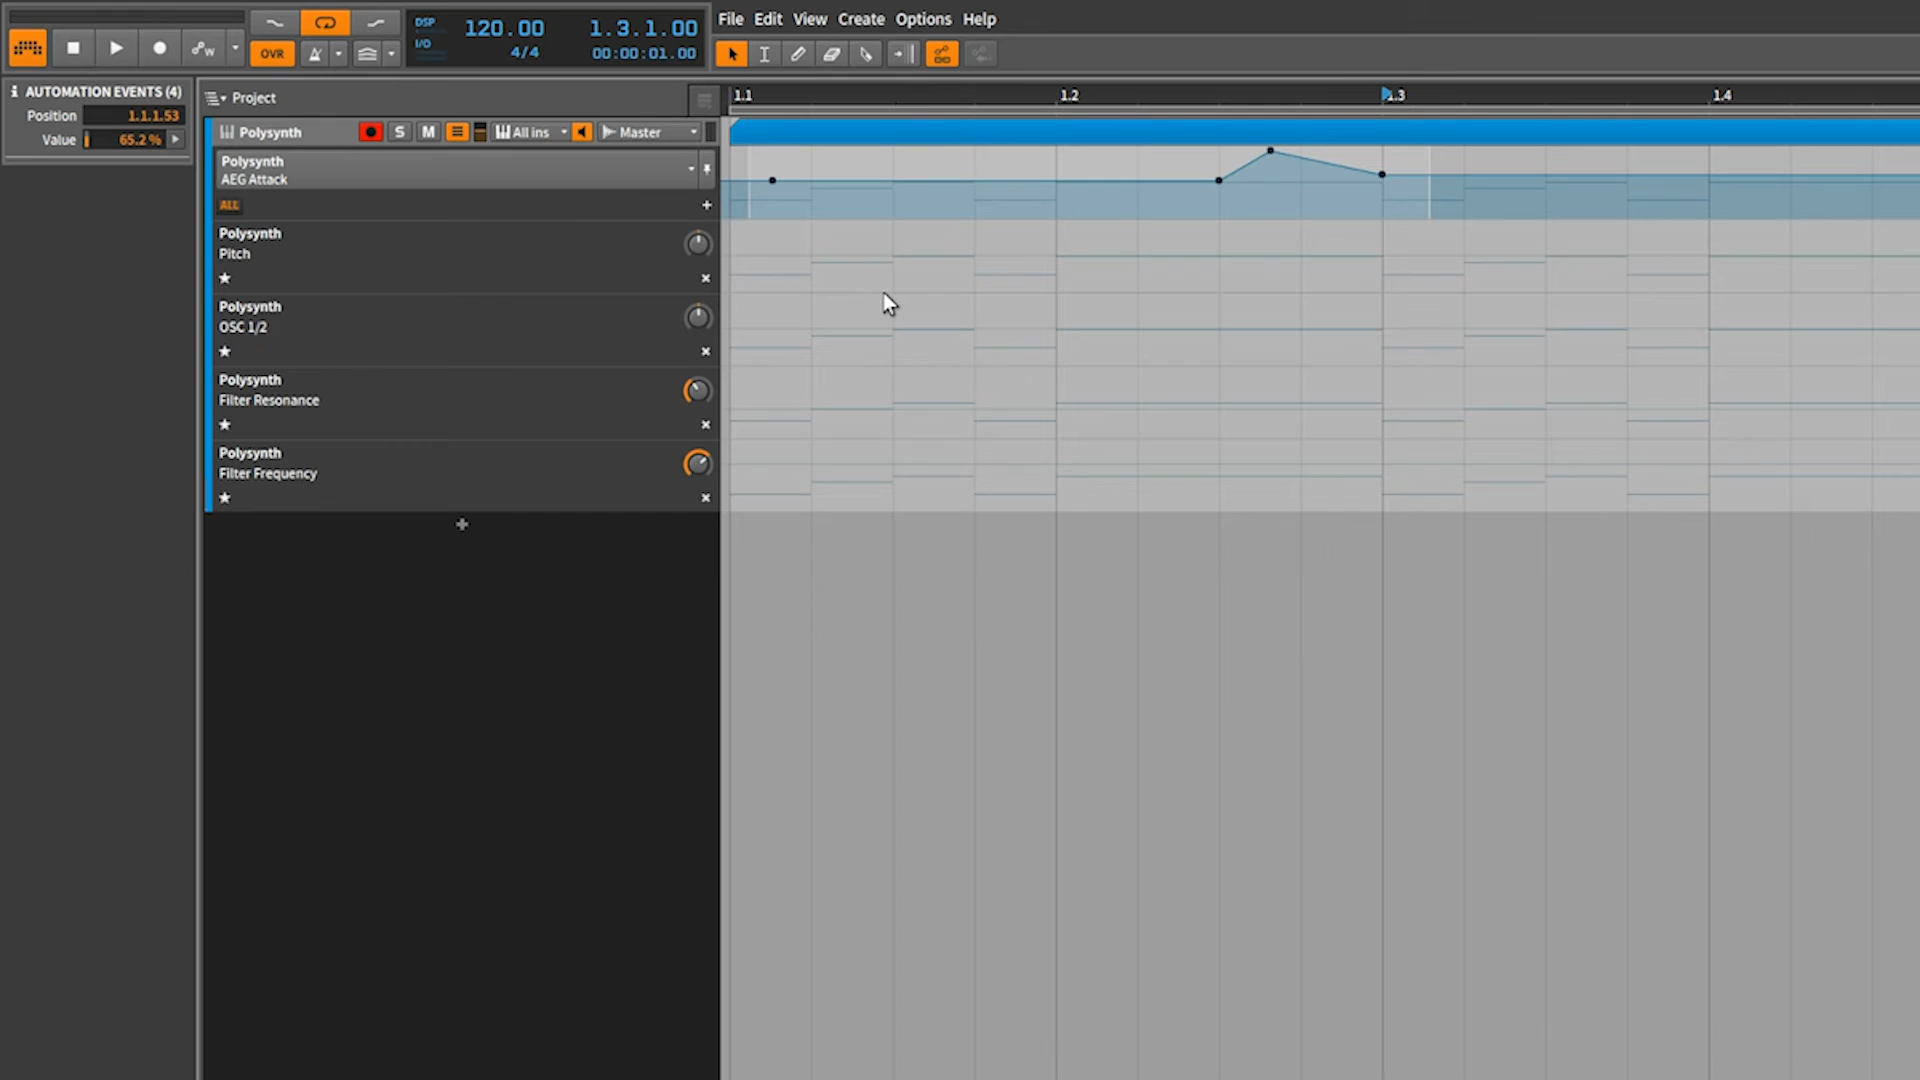 File Edit View Create Options Help
DSP
I/O
120.00
4/4
1.3.1.00
00:00:01.00
W
OVR
AUTOMATION EVENTS (4)
Position 1.1.1.53
Value 65.2 %
Project
1.1 1.2 1.3 1.4
Polysynth S M All ins Master
Polysynth
AEG Attack
ALL
Polysynth
Pitch
Polysynth
OSC 1/2
Polysynth
Filter Resonance
Polysynth
Filter Frequency